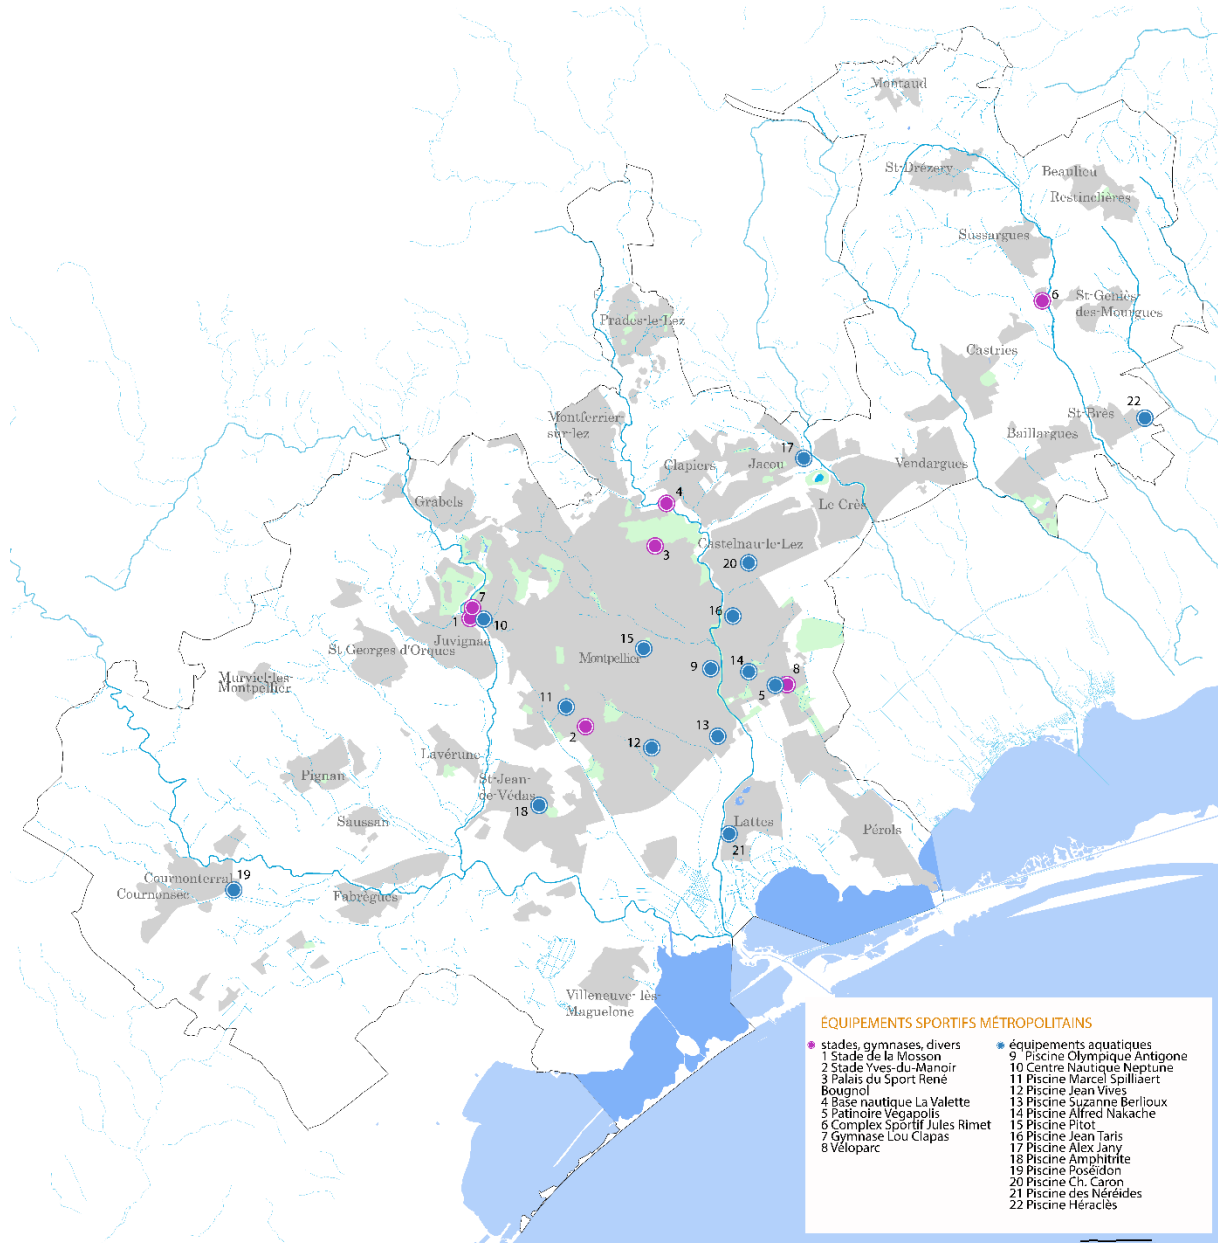 Montaud
St-Drézery
Beaulieu
Restinclières
Sussargues
6
St-Geniès-
des-Mourgues
Prades-le-Lez
Castries
22
St-Brès
Montferrier-
sur-lez
Baillargues
17
Clapiers
Jacou
Vendargues
4
Grabels
Le Crès
Castelnau-le-Lez
3
20
7
1
10
16
Juvignac
St Georges d'Orques
15
Montpellier
9
14
8
Murviel-les-
Montpellier
5
11
2
13
12
Lavérune
Pignan
St-Jean-
de-Védas
18
Saussan
Lattes
Pérols
21
19
Cournonterral
Cournonsec
Fabrègues
Villeneuve-lès-
Maguelone
ÉQUIPEMENTS SPORTIFS MÉTROPOLITAINS
stades, gymnases, divers
1 Stade de la Mosson
2 Stade Yves-du-Manoir
3 Palais du Sport René
Bougnol
4 Base nautique La Valette
5 Patinoire Végapolis
6 Complex Sportif Jules Rimet
7 Gymnase Lou Clapas
8 Véloparc
équipements aquatiques
9 Piscine Olympique Antigone
10 Centre Nautique Neptune
11 Piscine Marcel Spilliaert
12 Piscine Jean Vives
13 Piscine Suzanne Berlioux
14 Piscine Alfred Nakache
15 Piscine Pitot
16 Piscine Jean Taris
17 Piscine Alex Jany
18 Piscine Amphitrite
19 Piscine Poséïdon
20 Piscine Ch. Caron
21 Piscine des Néréides
22 Piscine Héraclès